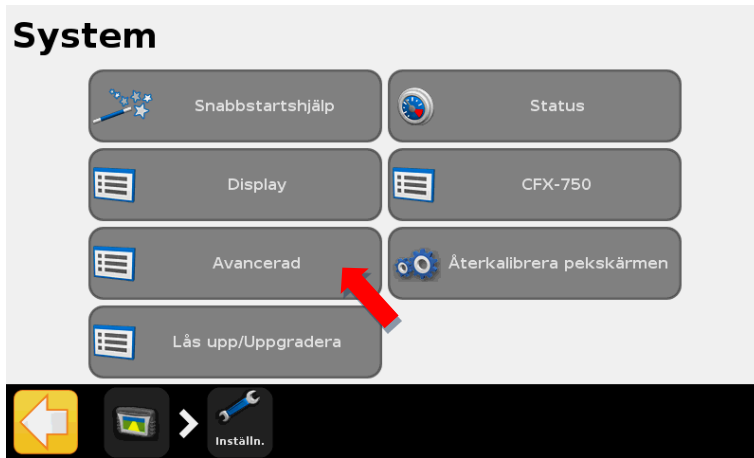 System
Snabbstartshjälp
Status
Display
CFX-750
Avancerad
Återkalibrera pekskärmen
Lås upp/Uppgradera
Inställn.